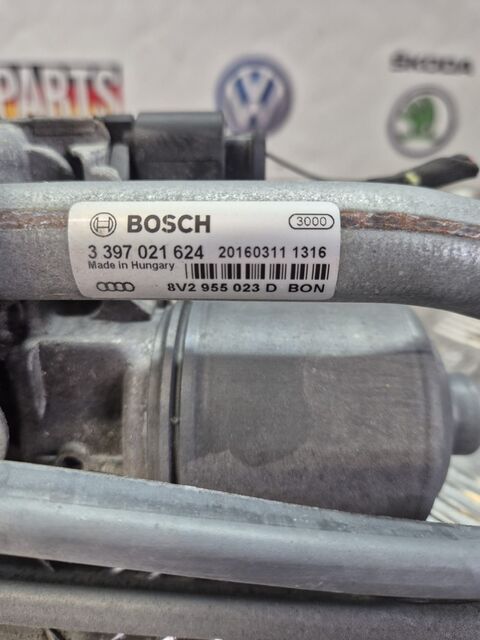 PARTS
ŠKODA
BOSCH 3000
3 397 021 624 20160311 1316
Made in Hungary
8V2 955 023 D BON